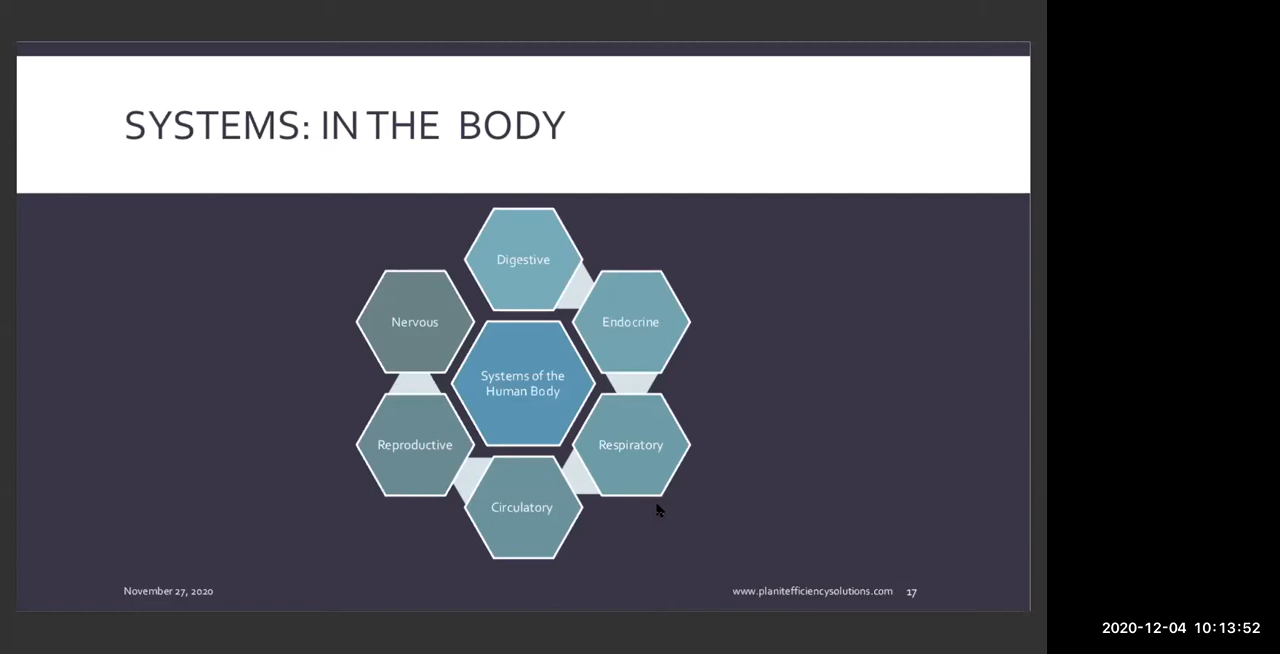 SYSTEMS: IN THE BODY
Digestive
Nervous
Endocrine
Systems of the
Human Body
Reproductive
Respiratory
Circulatory
November 27, 2020
www.planitefficiencysolutions.com 17
2020-12-04 10:13:52